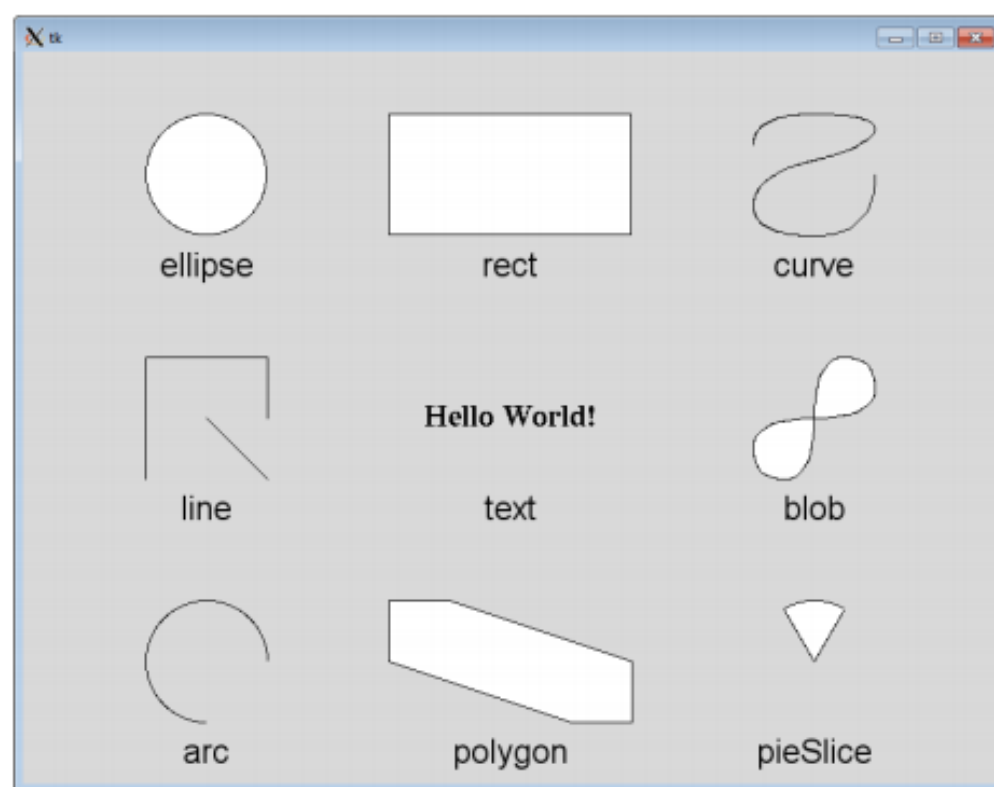 tk
ellipse
rect
curve
Hello World!
line
text
blob
arc
polygon
pieSlice